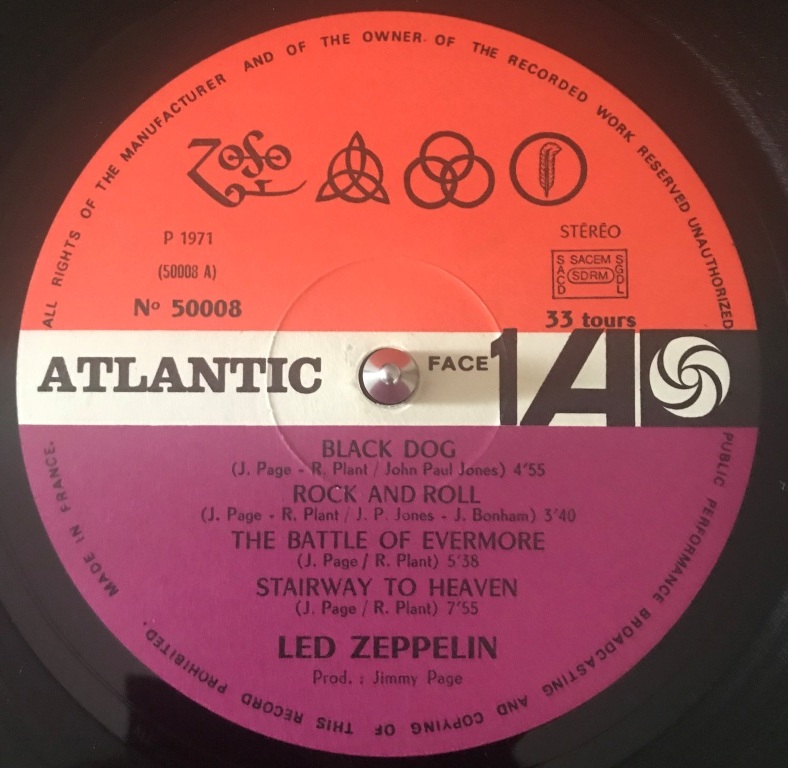 ALL RIGHTS OF THE MANUFACTURER AND OF THE OWNER OF THE RECORDED WORK RESERVED UNAUTHORIZED PUBLIC PERFORMANCE BROADCASTING AND COPYING OF THIS RECORD PROHIBITED.
MADE IN FRANCE.
P 1971
STÉRÉO
(50008 A)
SACD SACEM SDRM SGDL
Nº 50008
33 tours
ATLANTIC
FACE 1
A
BLACK DOG
(J. Page - R. Plant / John Paul Jones) 4'55
ROCK AND ROLL
(J. Page - R. Plant / J. P. Jones - J. Bonham) 3'40
THE BATTLE OF EVERMORE
(J. Page / R. Plant) 5'38
STAIRWAY TO HEAVEN
(J. Page / R. Plant) 7'55
LED ZEPPELIN
Prod. : Jimmy Page